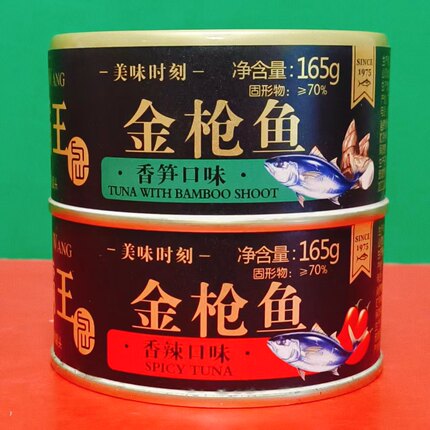 ANG
美味时刻
净含量:165g
固形物:≥70%
SINCE
1975
王
金枪鱼
香笋口味
TUNA WITH BAMBOO SHOOT
ANG
美味时刻
净含量:165g
固形物:≥70%
SINCE
1975
王
金枪鱼
香辣口味
SPICY TUNA